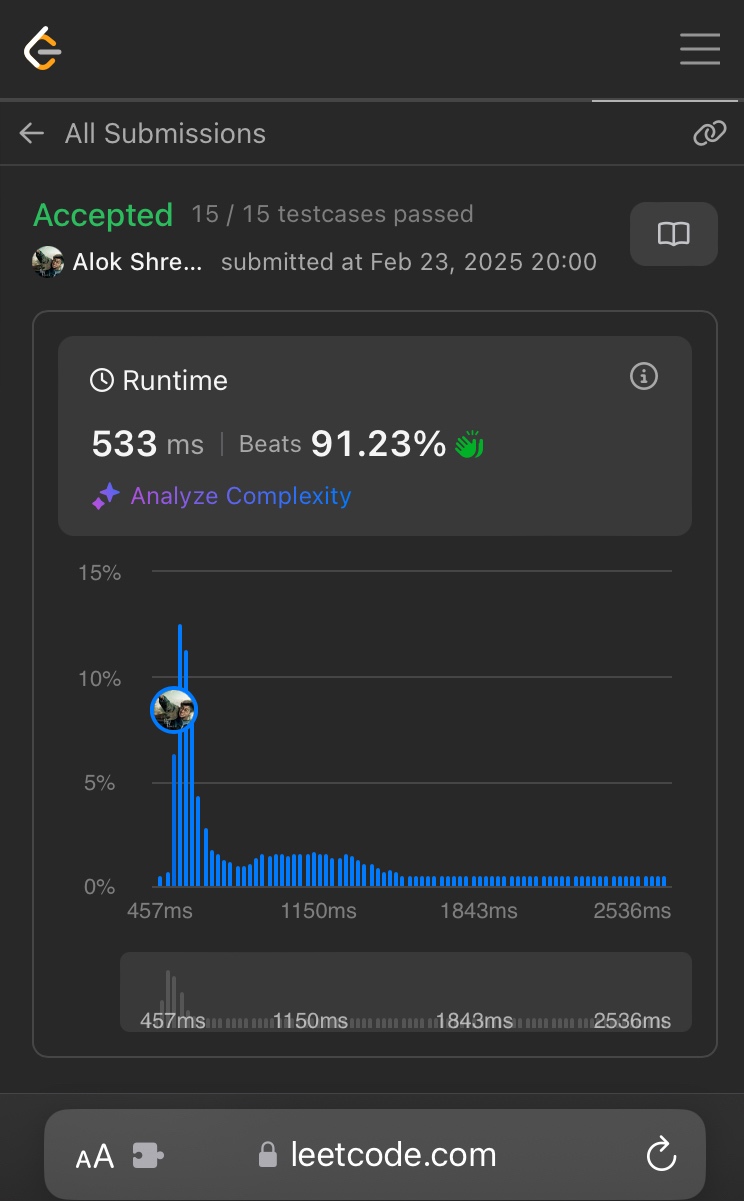 All Submissions
Accepted 15 / 15 testcases passed
Alok Shre... submitted at Feb 23, 2025 20:00
Runtime
533 ms | Beats 91.23%
Analyze Complexity
15%
10%
5%
0%
457ms 1150ms 1843ms 2536ms
457ms 1150ms 1843ms 2536ms
AA leetcode.com